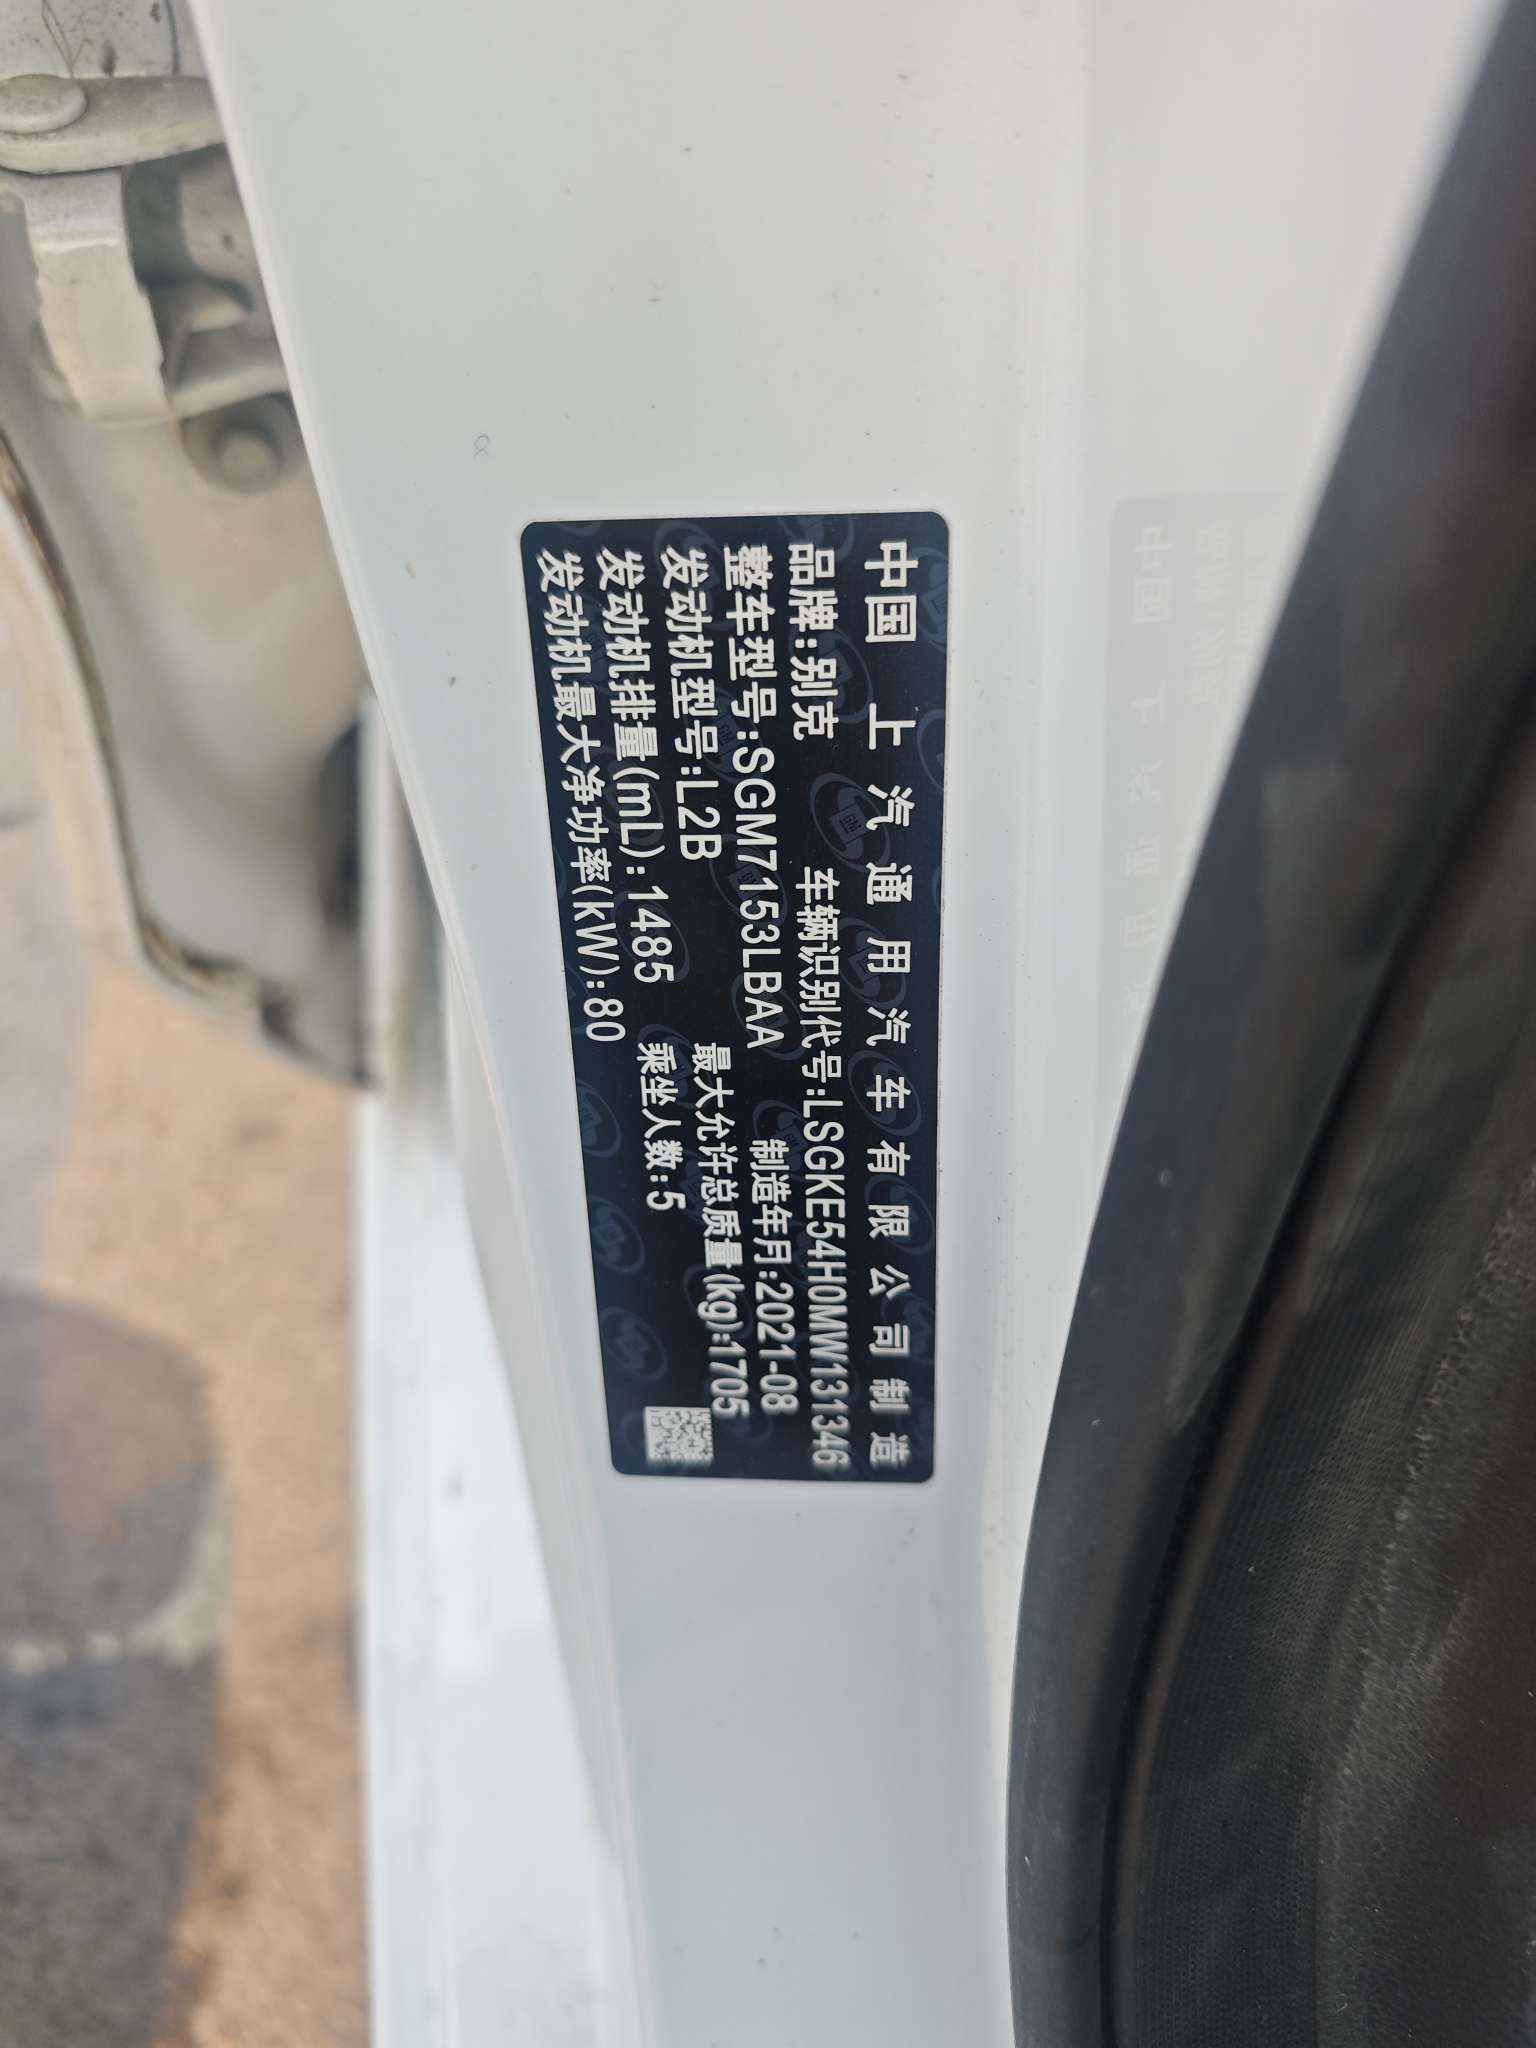 中国 上汽通用汽车有限公司制造
品牌:别克 车辆识别代号:LSGKE54H0MW131346
整车型号:SGM7153LBAA 制造年月:2021-08
发动机型号:L2B 最大允许总质量(kg):1705
发动机排量(mL):1485 乘坐人数:5
发动机最大净功率(kW):80